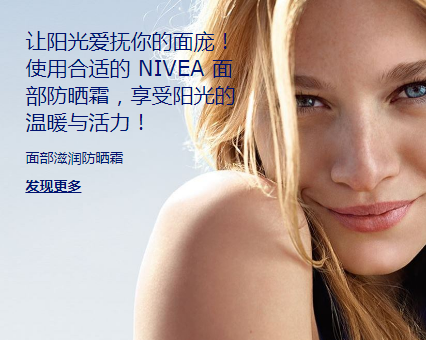 让阳光爱抚你的面庞！
使用合适的 NIVEA 面
部防晒霜，享受阳光的
温暖与活力！
面部滋润防晒霜
发现更多